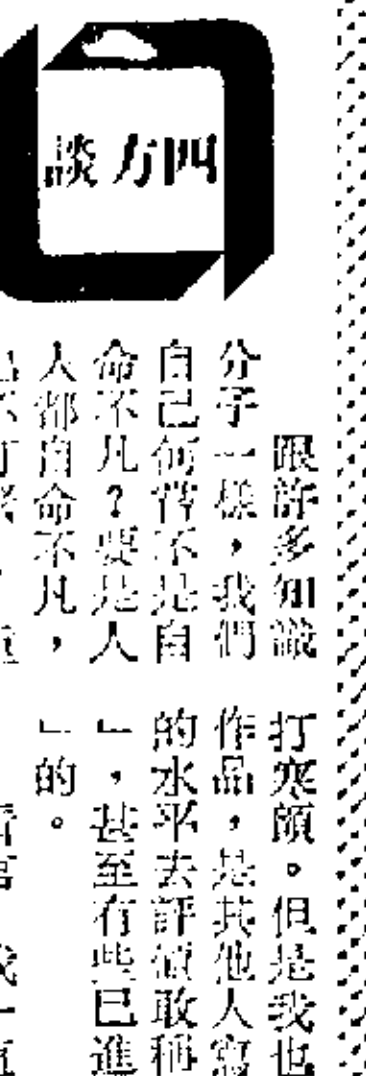 四方談
跟許多知識
分子一樣，我們
自己何嘗不是自
命不凡？要是人
人都自命不凡，
打寒顫。但是我也
作品，是其他人寫
的水平去評價敢稱
」，甚至有些已進
」的。